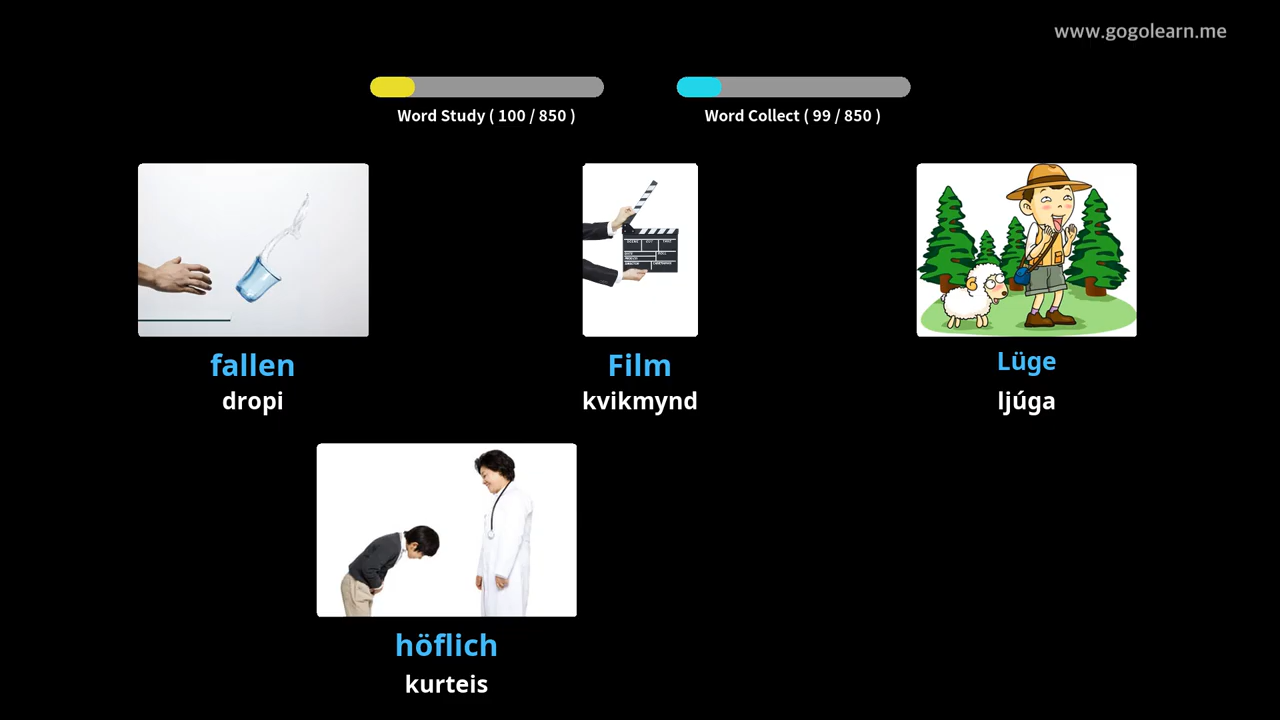 www.gogolearn.me
Word Study ( 100 / 850 )
Word Collect ( 99 / 850 )
fallen
dropi
Film
kvikmynd
Lüge
ljúga
höflich
kurteis